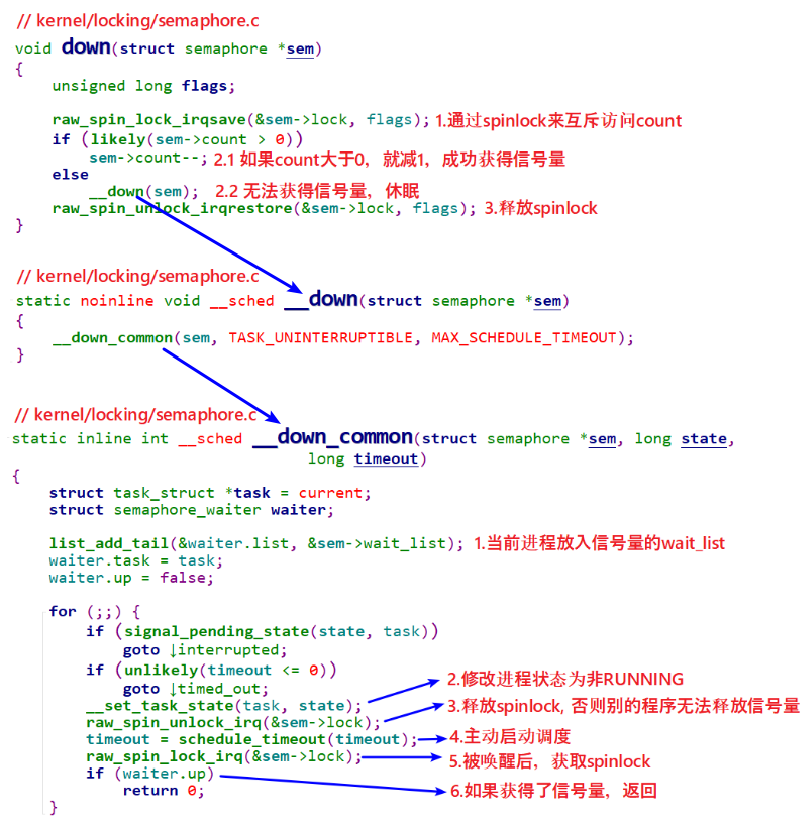 // kernel/locking/semaphore.c
void down(struct semaphore *sem)
{
unsigned long flags;
raw_spin_lock_irqsave(&sem->lock, flags); 1.通过spinlock来互斥访问count
if (likely(sem->count > 0))
sem->count--; 2.1 如果count大于0，就减1，成功获得信号量
else
__down(sem); 2.2 无法获得信号量，休眠
raw_spin_unlock_irqrestore(&sem->lock, flags); 3.释放spinlock
}
// kernel/locking/semaphore.c
static noinline void __sched __down(struct semaphore *sem)
{
__down_common(sem, TASK_UNINTERRUPTIBLE, MAX_SCHEDULE_TIMEOUT);
}
// kernel/locking/semaphore.c
static inline int __sched __down_common(struct semaphore *sem, long state,
long timeout)
{
struct task_struct *task = current;
struct semaphore_waiter waiter;
list_add_tail(&waiter.list, &sem->wait_list); 1.当前进程放入信号量的wait_list
waiter.task = task;
waiter.up = false;
for (;;) {
if (signal_pending_state(state, task))
goto ↓interrupted;
if (unlikely(timeout <= 0))
goto ↓timed_out;
__set_task_state(task, state); 2.修改进程状态为非RUNNING
raw_spin_unlock_irq(&sem->lock); 3.释放spinlock, 否则别的程序无法释放信号量
timeout = schedule_timeout(timeout); 4.主动启动调度
raw_spin_lock_irq(&sem->lock); 5.被唤醒后，获取spinlock
if (waiter.up) 6.如果获得了信号量，返回
return 0;
}